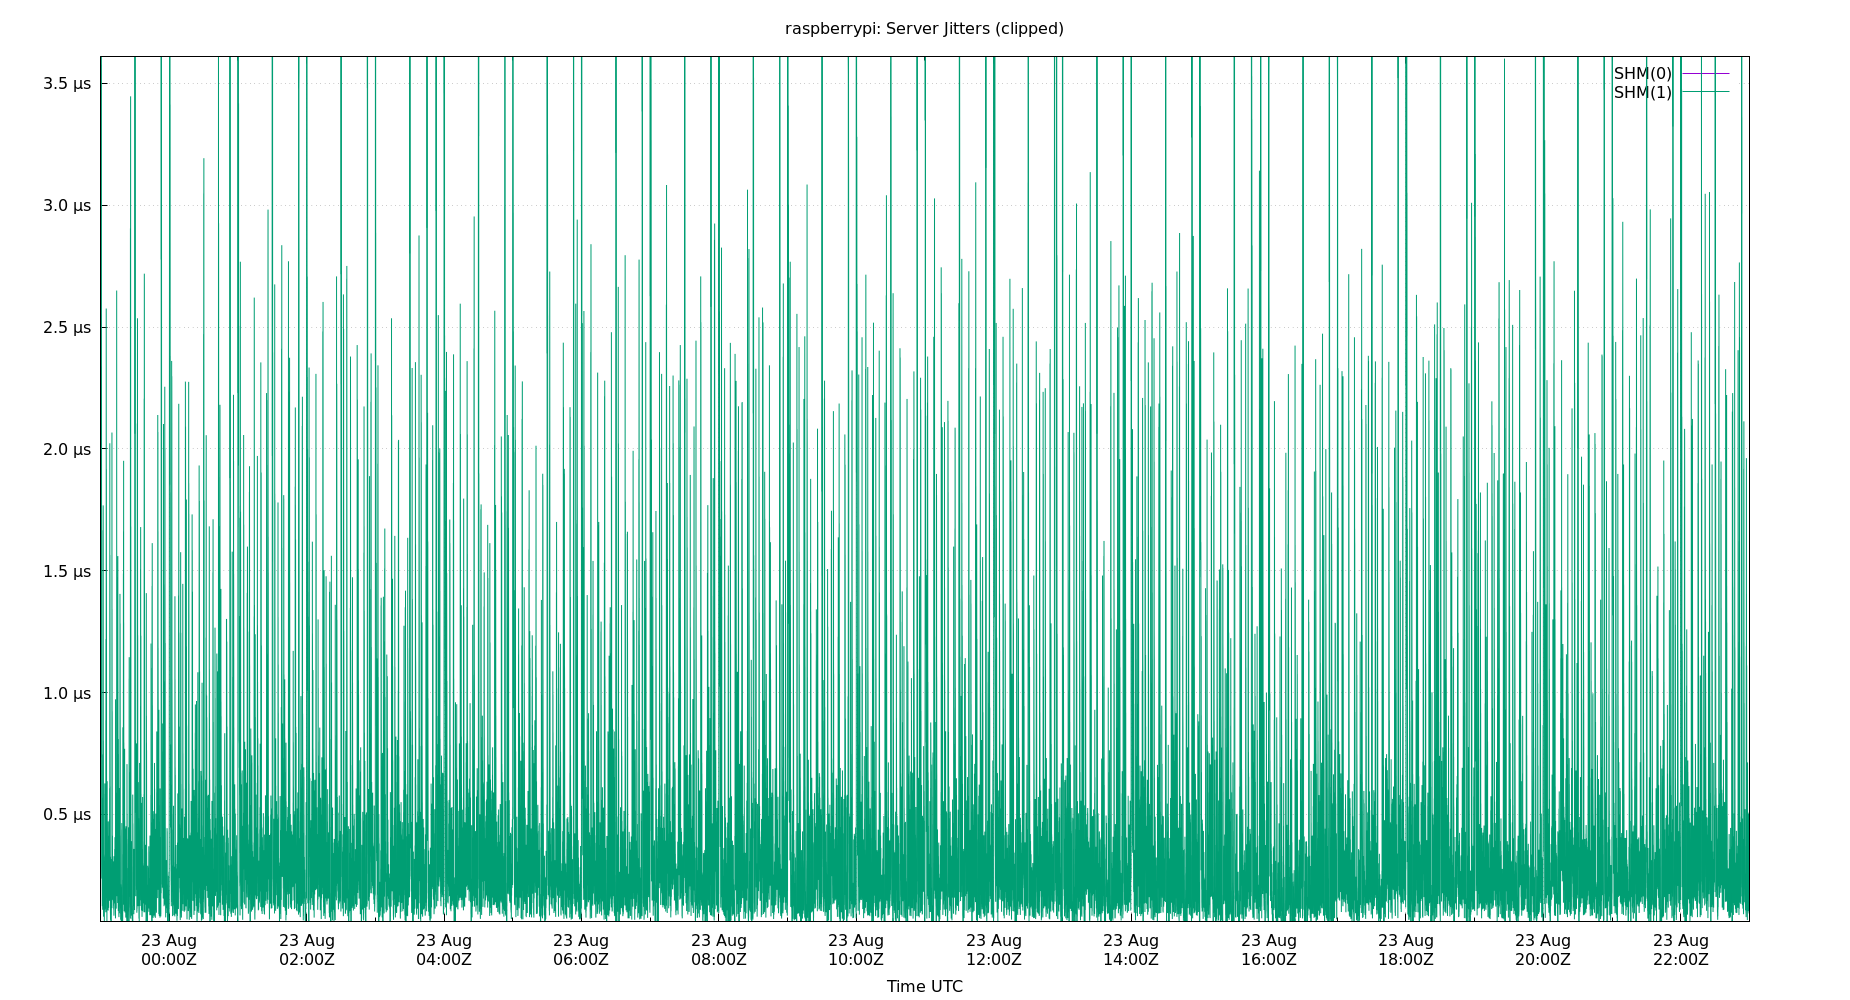 raspberrypi: Server Jitters (clipped)
SHM(0)
SHM(1)
3.5 µs
3.0 µs
2.5 µs
2.0 µs
1.5 µs
1.0 µs
0.5 µs
23 Aug 23 Aug 23 Aug 23 Aug 23 Aug 23 Aug 23 Aug 23 Aug 23 Aug 23 Aug 23 Aug 23 Aug
00:00Z 02:00Z 04:00Z 06:00Z 08:00Z 10:00Z 12:00Z 14:00Z 16:00Z 18:00Z 20:00Z 22:00Z
Time UTC